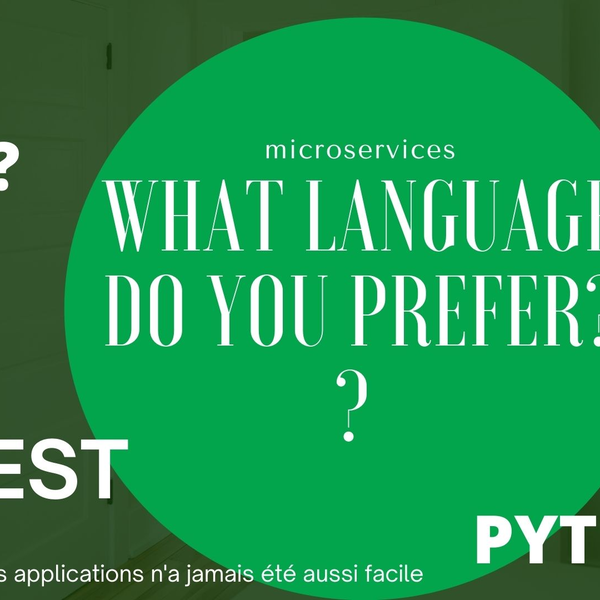 ?
microservices
WHAT LANGUAGE
DO YOU PREFER?
?
EST
PYT
s applications n'a jamais été aussi facile